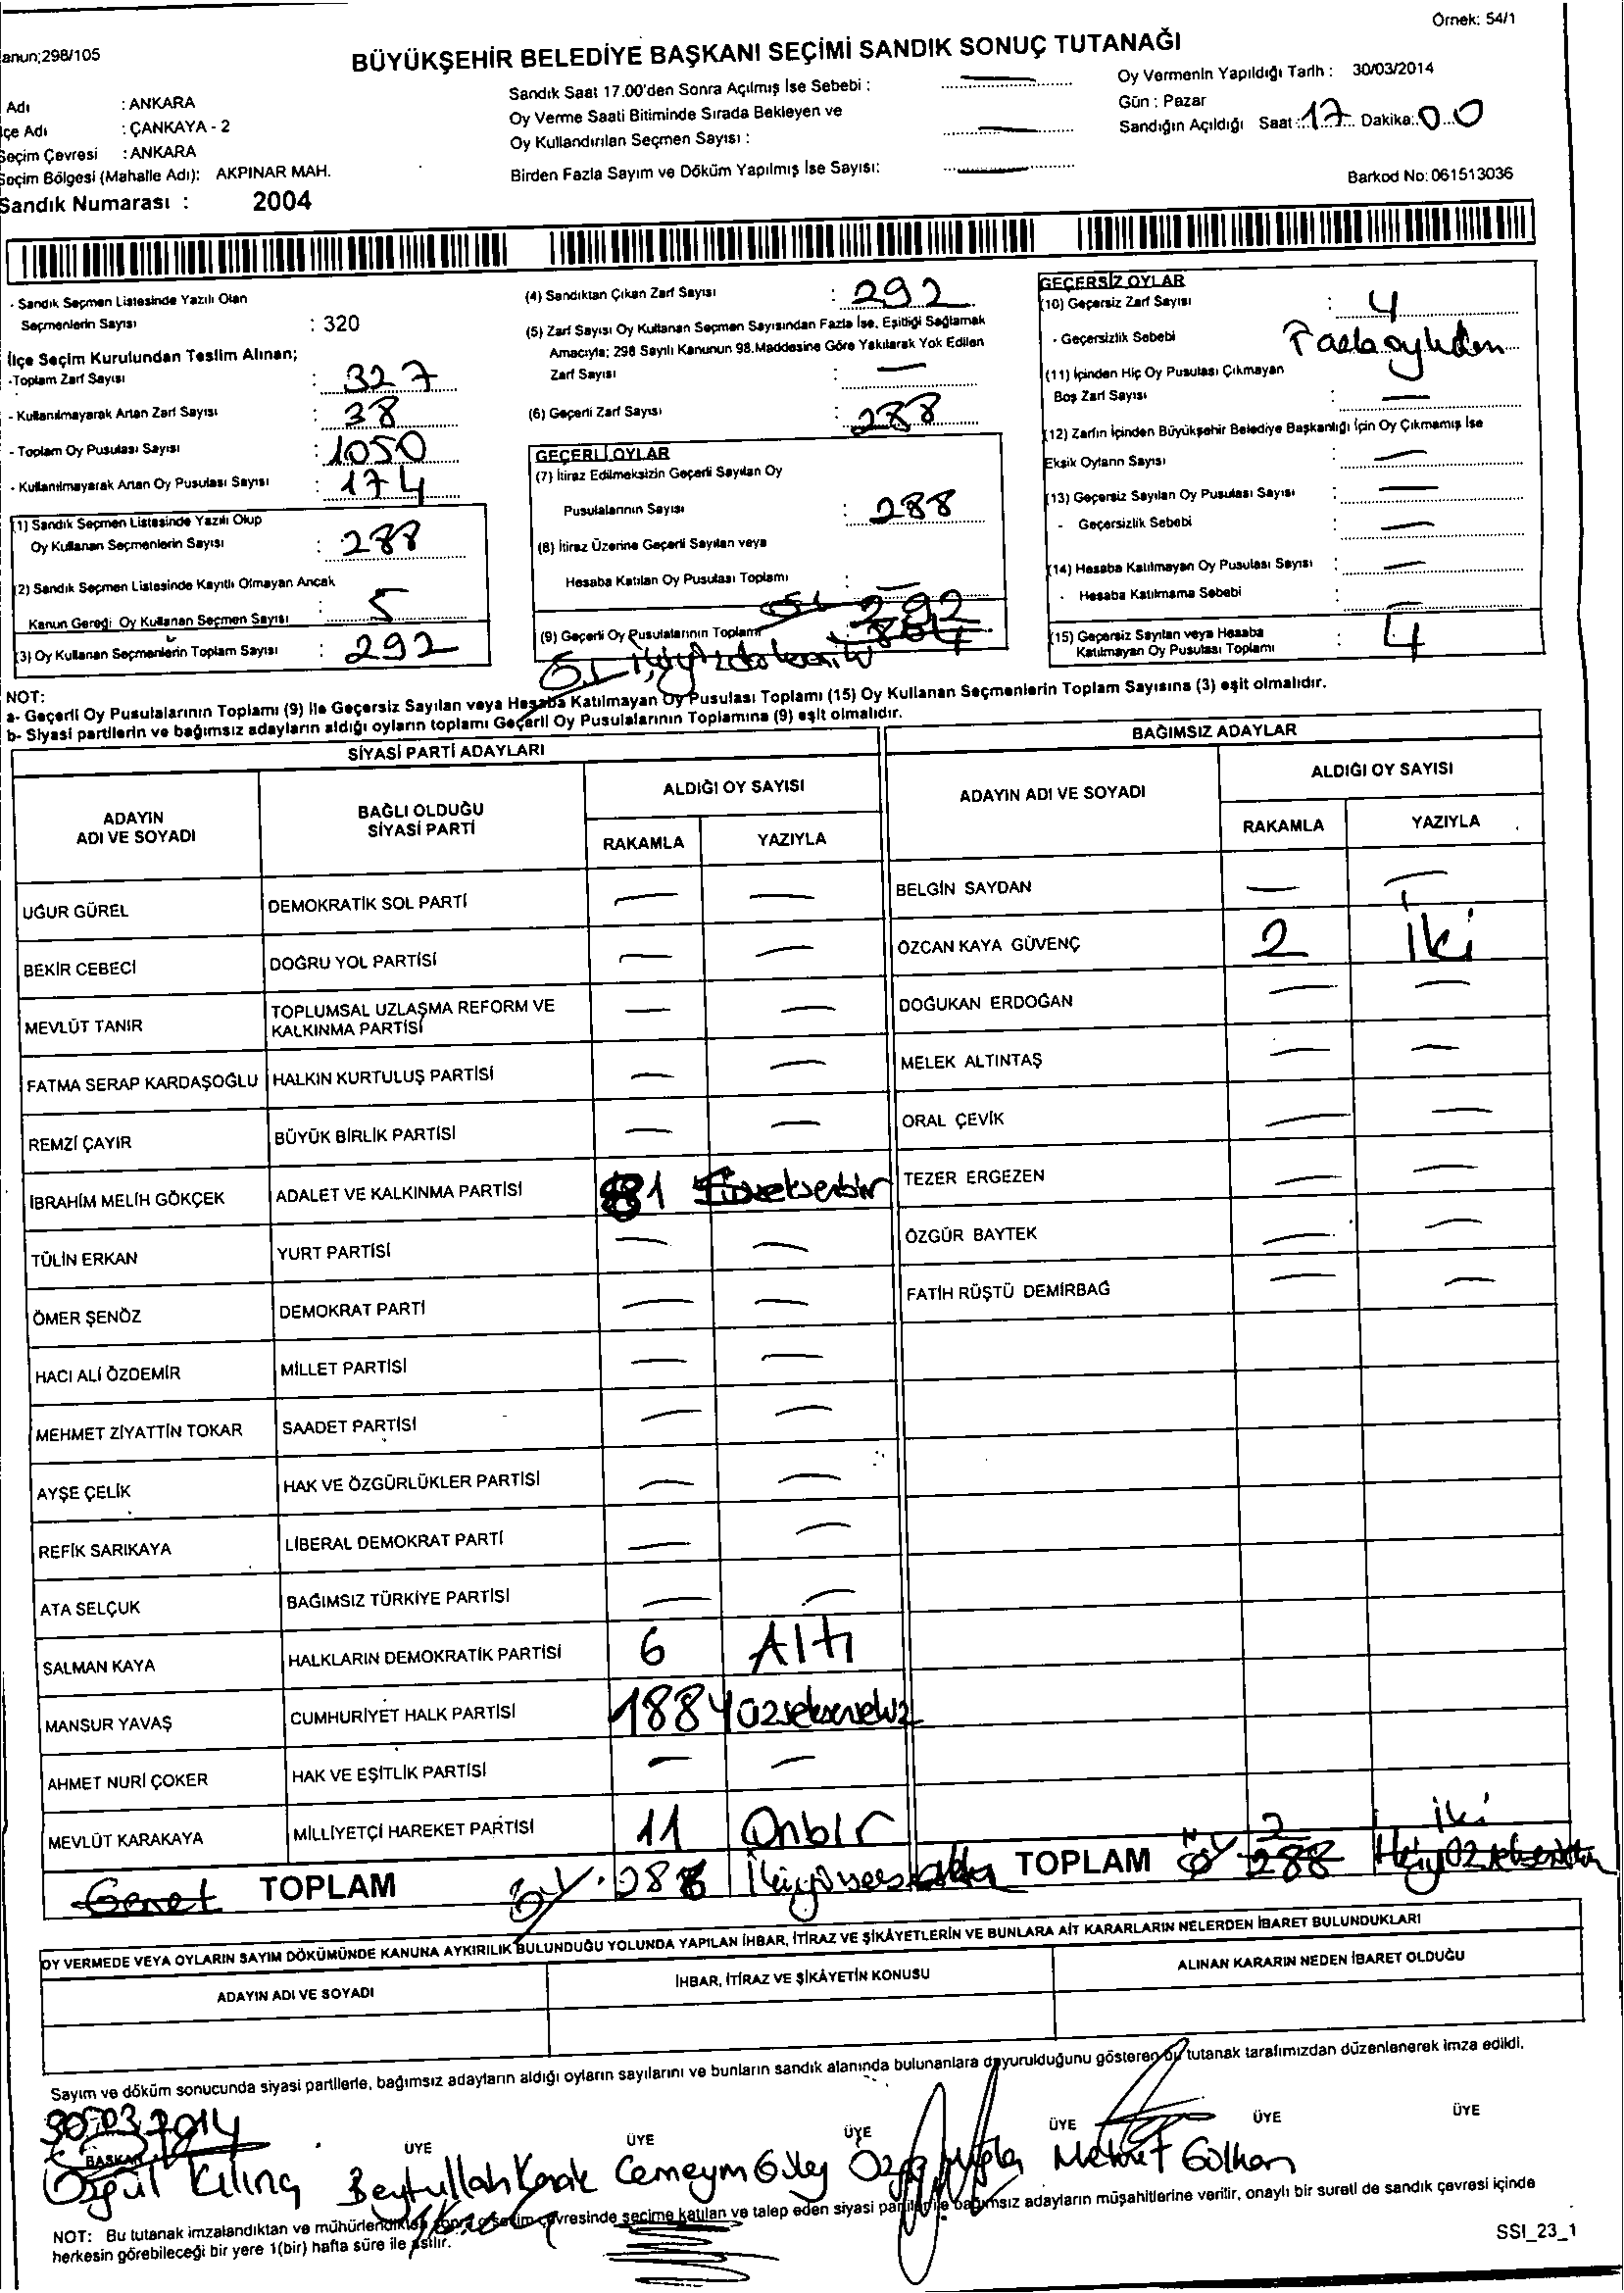 Örnek: 54/1
anun;298/105
BÜYÜKŞEHİR BELEDİYE BAŞKANI SEÇİMİ SANDIK SONUÇ TUTANAĞI
Adı : ANKARA
çe Adı : ÇANKAYA - 2
Seçim Çevresi : ANKARA
Seçim Bölgesi (Mahalle Adı): AKPINAR MAH.
Sandık Numarası : 2004
Sandık Saat 17.00'den Sonra Açılmış İse Sebebi :
Oy Verme Saati Bitiminde Sırada Bekleyen ve
Oy Kullandırılan Seçmen Sayısı :
Birden Fazla Sayım ve Döküm Yapılmış İse Sayısı:
Oy Vermenin Yapıldığı Tarih : 30/03/2014
Gün : Pazar
Sandığın Açıldığı Saat : 17 Dakika: 00
Barkod No: 061513036
- Sandık Seçmen Listesinde Yazılı Olan
Seçmenlerin Sayısı : 320
İlçe Seçim Kurulundan Teslim Alınan;
-Toplam Zarf Sayısı : 327
- Kullanılmayarak Artan Zarf Sayısı : 38
- Toplam Oy Pusulası Sayısı : 1050
- Kullanılmayarak Artan Oy Pusulası Sayısı : 174
(1) Sandık Seçmen Listesinde Yazılı Olup
Oy Kullanan Seçmenlerin Sayısı : 287
(2) Sandık Seçmen Listesinde Kayıtlı Olmayan Ancak
Kanun Gereği Oy Kullanan Seçmen Sayısı : 5
(3) Oy Kullanan Seçmenlerin Toplam Sayısı : 292
(4) Sandıktan Çıkan Zarf Sayısı : 292
(5) Zarf Sayısı Oy Kullanan Seçmen Sayısından Fazla İse, Eşitliği Sağlamak
Amacıyla; 298 Sayılı Kanunun 98.Maddesine Göre Yakılarak Yok Edilen
Zarf Sayısı : —
(6) Geçerli Zarf Sayısı : 288
GEÇERLİ OYLAR
(7) İtiraz Edilmeksizin Geçerli Sayılan Oy
Pusulalarının Sayısı : 288
(8) İtiraz Üzerine Geçerli Sayılan veya
Hesaba Katılan Oy Pusulası Toplamı : —
292
(9) Geçerli Oy Pusulalarının Toplamı
GEÇERSİZ OYLAR
(10) Geçersiz Zarf Sayısı : 4
- Geçersizlik Sebebi : Fazla oylıdan
(11) İçinden Hiç Oy Pusulası Çıkmayan
Boş Zarf Sayısı : —
(12) Zarfın İçinden Büyükşehir Belediye Başkanlığı İçin Oy Çıkmamış İse
Eksik Oyların Sayısı : —
(13) Geçersiz Sayılan Oy Pusulası Sayısı : —
- Geçersizlik Sebebi : —
(14) Hesaba Katılmayan Oy Pusulası Sayısı : —
- Hesaba Katılmama Sebebi : —
(15) Geçersiz Sayılan veya Hesaba
Katılmayan Oy Pusulası Toplamı : 4
NOT:
a- Geçerli Oy Pusulalarının Toplamı (9) ile Geçersiz Sayılan veya Hesaba Katılmayan Oy Pusulası Toplamı (15) Oy Kullanan Seçmenlerin Toplam Sayısına (3) eşit olmalıdır.
b- Siyasi partilerin ve bağımsız adayların aldığı oyların toplamı Geçerli Oy Pusulalarının Toplamına (9) eşit olmalıdır.
SİYASİ PARTİ ADAYLARI
ADAYIN ADI VE SOYADI BAĞLI OLDUĞU SİYASİ PARTİ ALDIĞI OY SAYISI
RAKAMLA YAZIYLA
UĞUR GÜREL DEMOKRATİK SOL PARTİ — —
BEKİR CEBECİ DOĞRU YOL PARTİSİ — —
MEVLÜT TANIR TOPLUMSAL UZLAŞMA REFORM VE KALKINMA PARTİSİ — —
FATMA SERAP KARDAŞOĞLU HALKIN KURTULUŞ PARTİSİ — —
REMZİ ÇAYIR BÜYÜK BİRLİK PARTİSİ — —
İBRAHİM MELİH GÖKÇEK ADALET VE KALKINMA PARTİSİ 81
TÜLİN ERKAN YURT PARTİSİ — —
ÖMER ŞENÖZ DEMOKRAT PARTİ — —
HACI ALİ ÖZDEMİR MİLLET PARTİSİ — —
MEHMET ZİYATTİN TOKAR SAADET PARTİSİ — —
AYŞE ÇELİK HAK VE ÖZGÜRLÜKLER PARTİSİ — —
REFİK SARIKAYA LİBERAL DEMOKRAT PARTİ — —
ATA SELÇUK BAĞIMSIZ TÜRKİYE PARTİSİ — —
SALMAN KAYA HALKLARIN DEMOKRATİK PARTİSİ 6 Altı
MANSUR YAVAŞ CUMHURİYET HALK PARTİSİ 188 Yüzseksensekiz
AHMET NURİ ÇOKER HAK VE EŞİTLİK PARTİSİ — —
MEVLÜT KARAKAYA MİLLİYETÇİ HAREKET PARTİSİ 11 Onbir
Genel TOPLAM 286
BAĞIMSIZ ADAYLAR
ADAYIN ADI VE SOYADI ALDIĞI OY SAYISI
RAKAMLA YAZIYLA
BELGİN SAYDAN — —
ÖZCAN KAYA GÜVENÇ 2 İki
DOĞUKAN ERDOĞAN — —
MELEK ALTINTAŞ — —
ORAL ÇEVİK — —
TEZER ERGEZEN — —
ÖZGÜR BAYTEK — —
FATİH RÜŞTÜ DEMİRBAĞ — —
2 iki
TOPLAM 288
OY VERMEDE VEYA OYLARIN SAYIM DÖKÜMÜNDE KANUNA AYKIRILIK BULUNDUĞU YOLUNDA YAPILAN İHBAR, İTİRAZ VE ŞİKÂYETLERİN VE BUNLARA AİT KARARLARIN NELERDEN İBARET BULUNDUKLARI
ADAYIN ADI VE SOYADI İHBAR, İTİRAZ VE ŞİKÂYETİN KONUSU ALINAN KARARIN NEDEN İBARET OLDUĞU
Sayım ve döküm sonucunda siyasi partilerle, bağımsız adayların aldığı oyların sayılarını ve bunların sandık alanında bulunanlara duyurulduğunu gösteren bu tutanak tarafımızdan düzenlenerek imza edildi.
30.03.2014
BAŞKAN ÜYE ÜYE ÜYE ÜYE ÜYE ÜYE
Özgül Kılınç Beytullah Mehmet Gülhan
NOT: Bu tutanak imzalandıktan ve mühürlendikten sonra o seçim çevresinde seçime katılan ve talep eden siyasi partiler ile bağımsız adayların müşahitlerine verilir, onaylı bir sureti de sandık çevresi içinde
herkesin görebileceği bir yere 1(bir) hafta süre ile asılır.
SSI_23_1